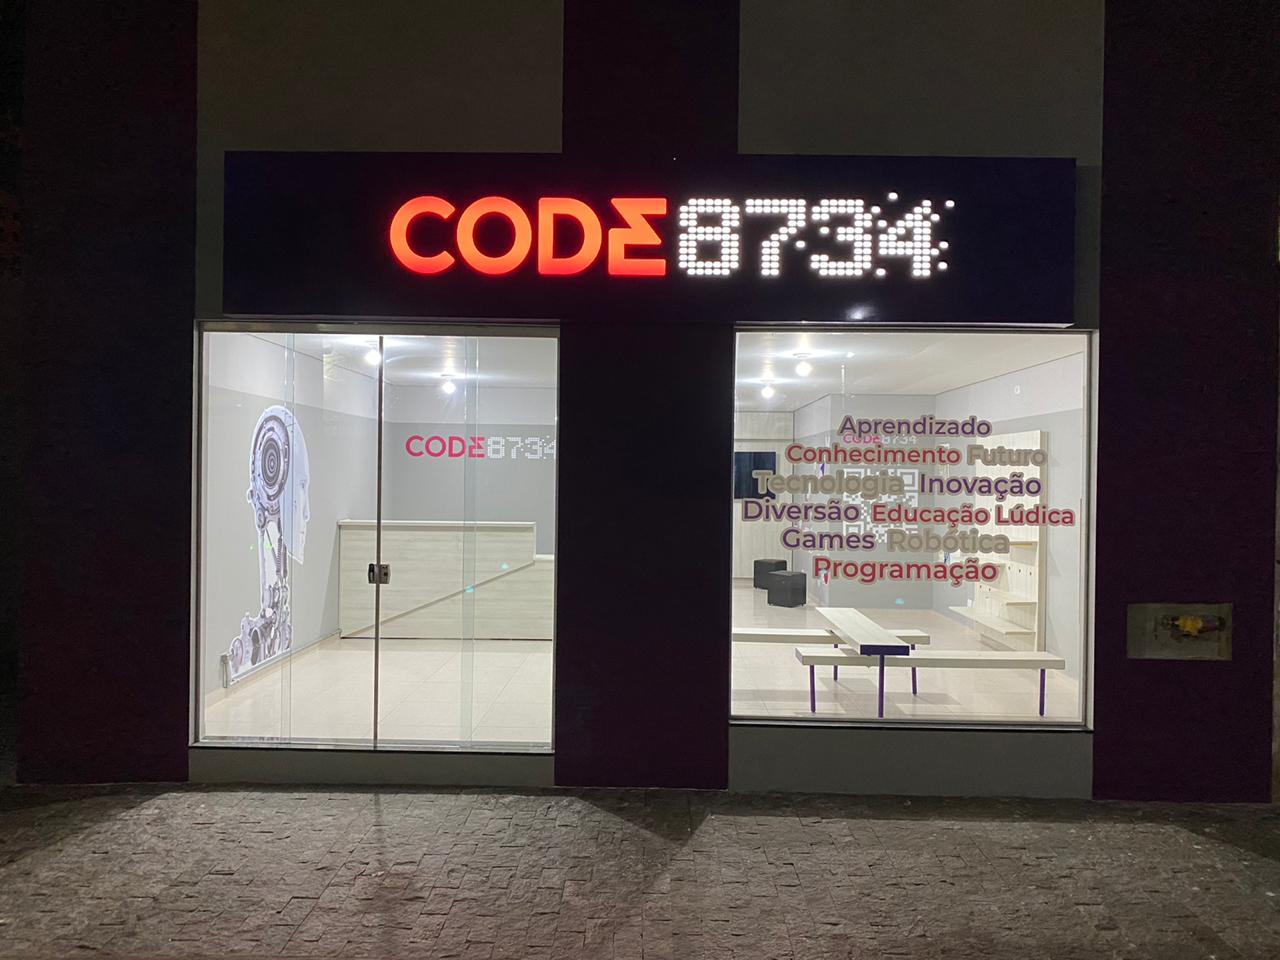 CODE8734
CODE8734
Aprendizado
CODE8734
Conhecimento Futuro
Tecnologia Inovação
Diversão Educação Lúdica
Games Robótica
Programação